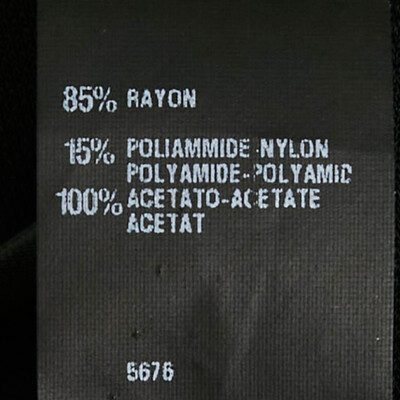 85% RAYON
15% POLIAMMIDE-NYLON
POLYAMIDE-POLYAMID
100% ACETATO-ACETATE
ACETAT
5676